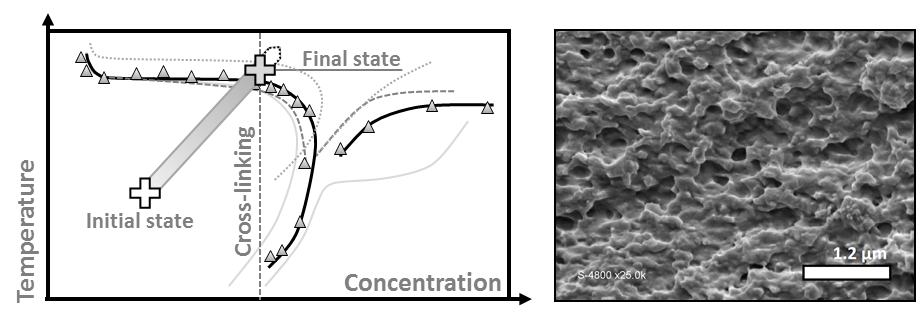 Final state
Cross-linking
Initial state
Temperature
Concentration
1.2 µm
S-4800 x25.0k